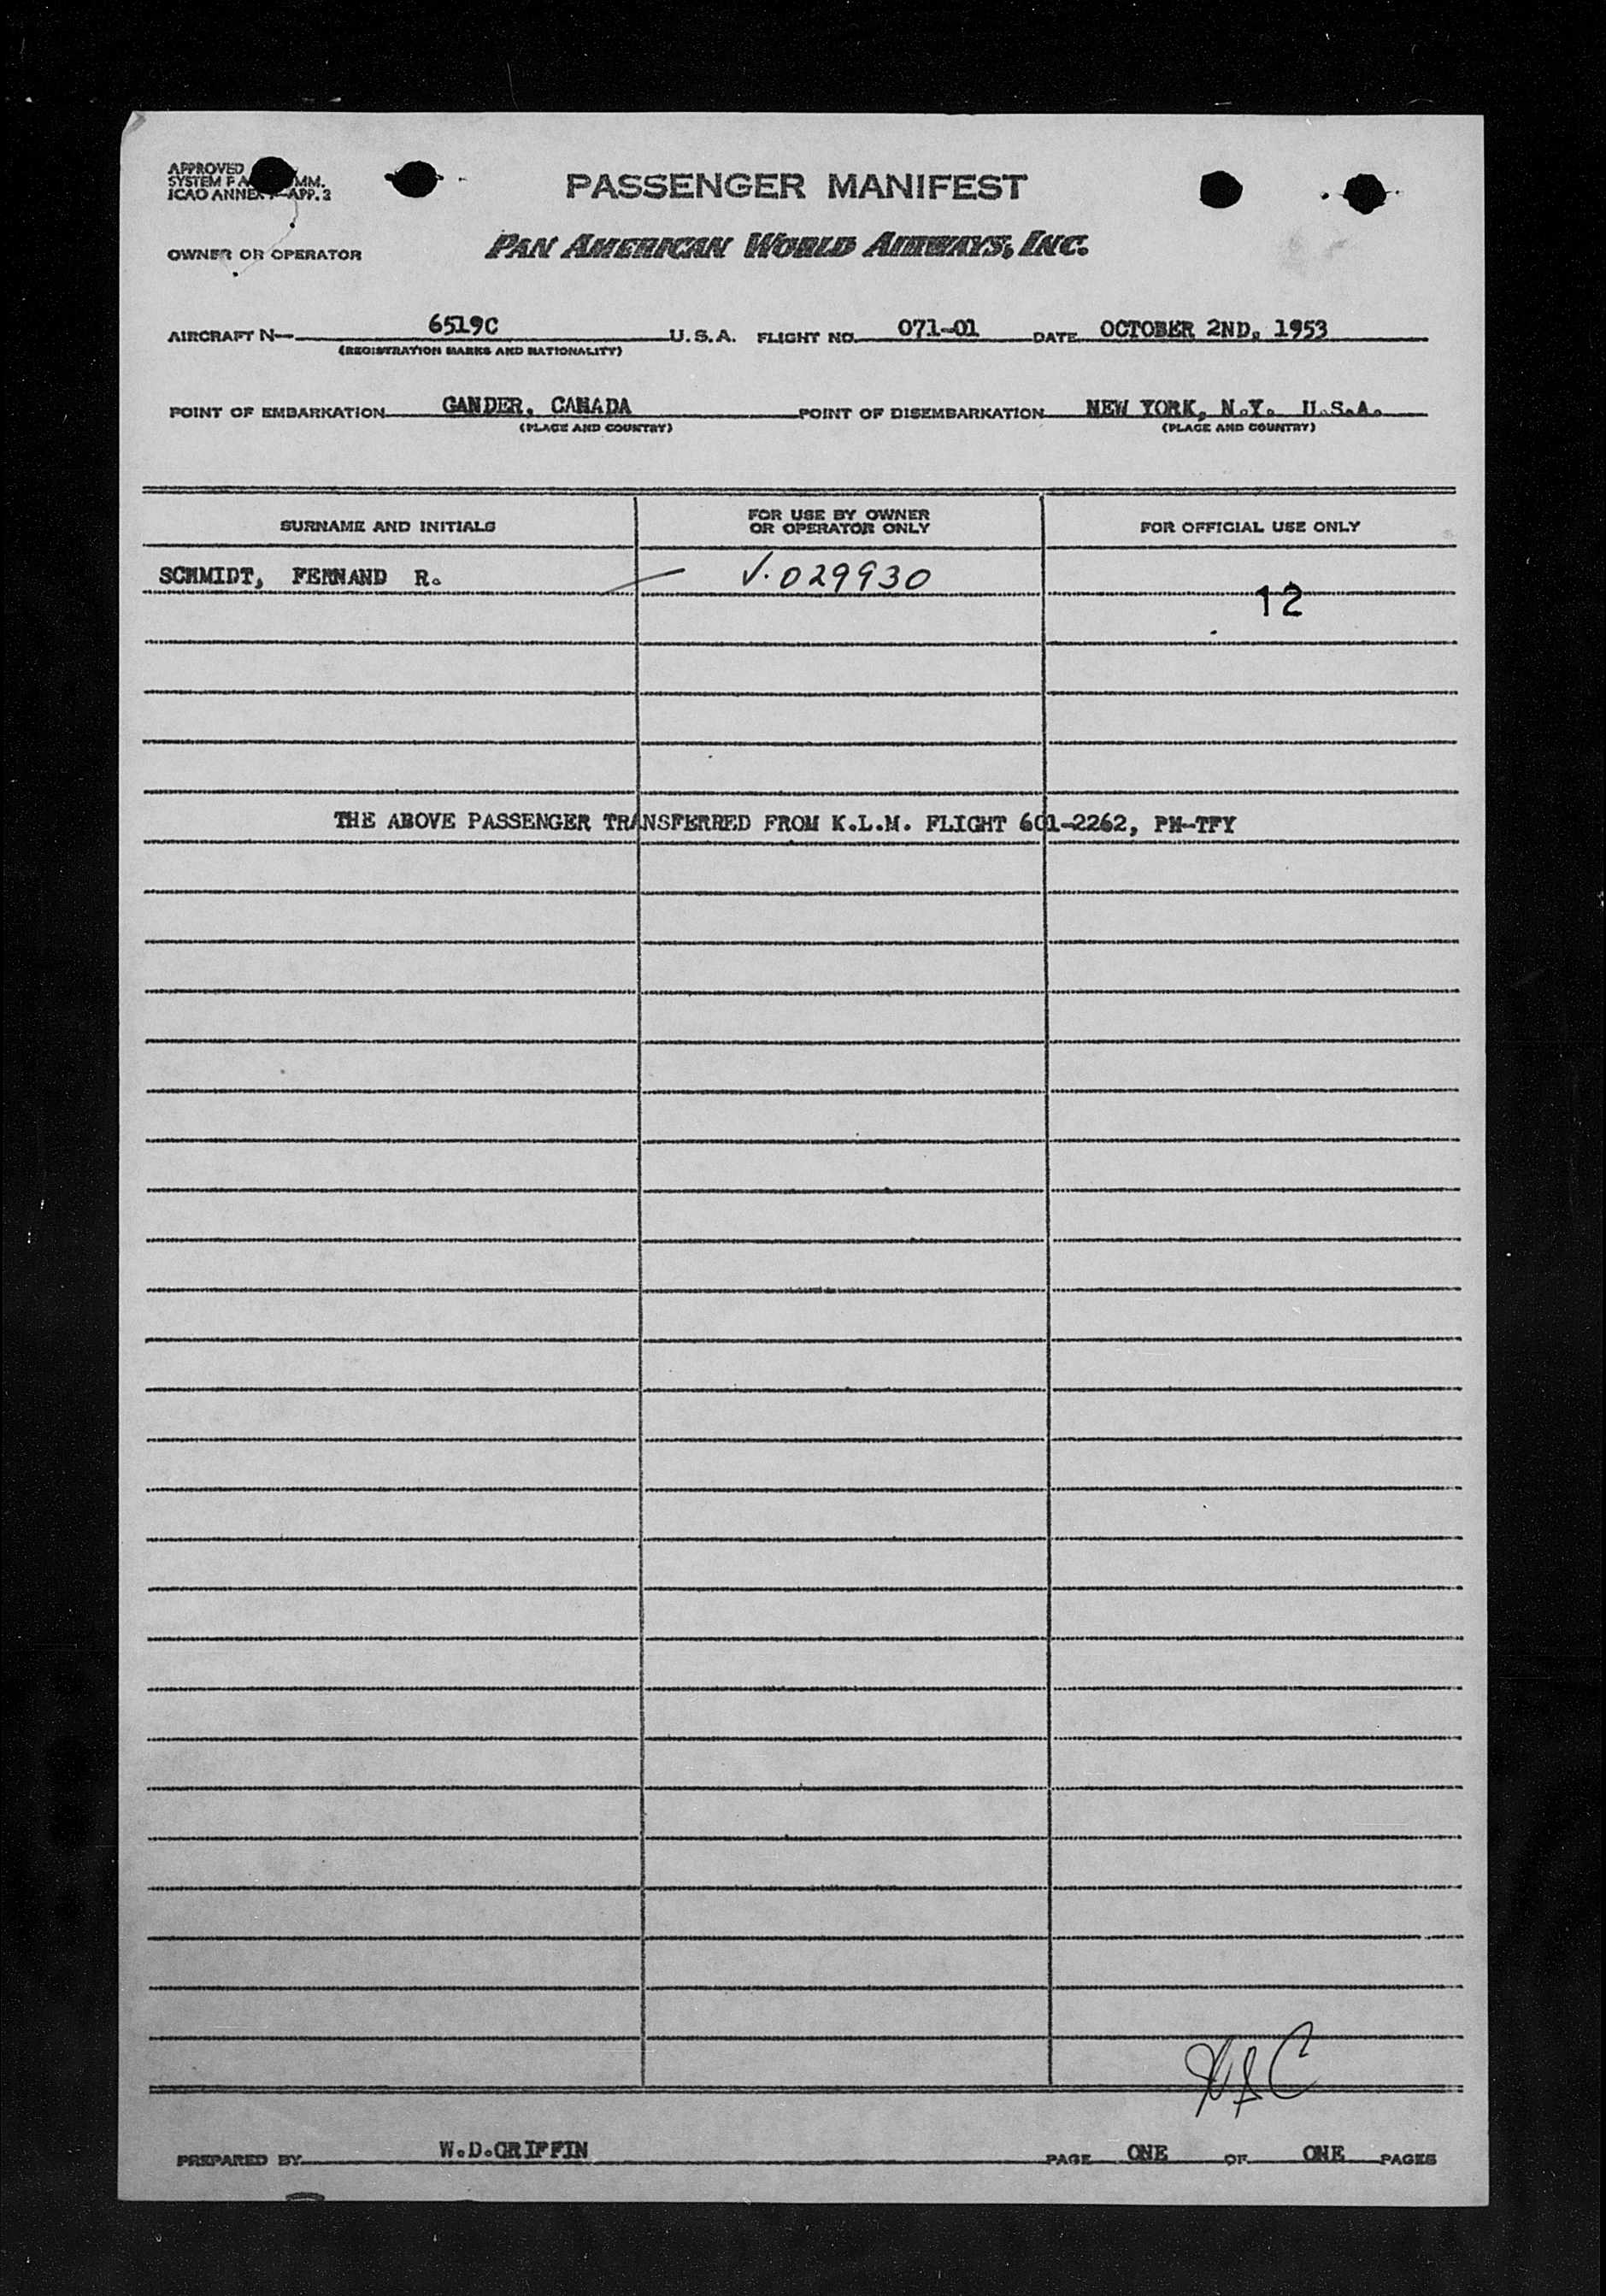 APPROVED
SYSTEM MM.
ICAO ANNEX APP. 2
PASSENGER MANIFEST
OWNER OR OPERATOR PAN AMERICAN WORLD AIRWAYS, INC.
AIRCRAFT N— 6519C U.S.A. FLIGHT NO. 071-01 DATE OCTOBER 2ND, 1953
(REGISTRATION MARKS AND NATIONALITY)
POINT OF EMBARKATION GANDER, CANADA POINT OF DISEMBARKATION NEW YORK, N.Y. U.S.A.
(PLACE AND COUNTRY) (PLACE AND COUNTRY)
SURNAME AND INITIALS FOR USE BY OWNER OR OPERATOR ONLY FOR OFFICIAL USE ONLY
SCHMIDT, FERNAND R. V.029930
12
THE ABOVE PASSENGER TRANSFERRED FROM K.L.M. FLIGHT 601-2262, PH-TFY
PREPARED BY W.D.GRIFFIN PAGE ONE OF ONE PAGES